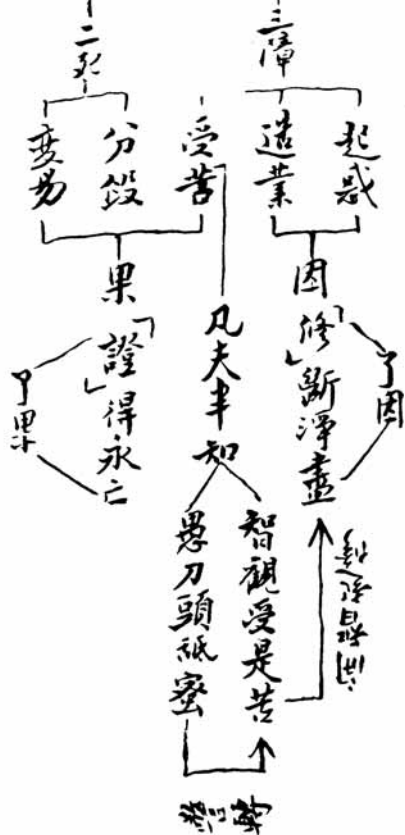 三障
起惑
造業
受苦
二死
分段
變易
因
果
了因
「修」斷淨盡
凡夫半知
「證」得永亡
了果
智觀受是苦
愚刀頭舐蜜